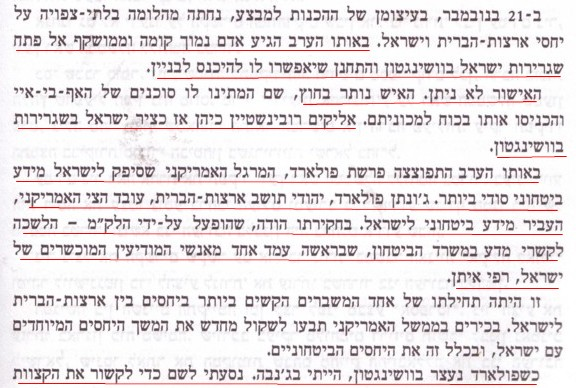 ב-21 בנובמבר, בעיצומן של ההכנות למבצע, נחתה מהלומה בלתי-צפויה על
יחסי ארצות-הברית וישראל. באותו הערב הגיע אדם נמוך קומה וממושקף אל פתח
שגרירות ישראל בוושינגטון והתחנן שיאפשרו לו להיכנס לבניין.
האישור לא ניתן. האיש נותר בחוץ, שם המתינו לו סוכנים של האף-בי-איי
והכניסו אותו בכוח למכוניתם. אליקים רובינשטיין כיהן אז כציר ישראל בשגרירות
בוושינגטון.
באותו הערב התפוצצה פרשת פולארד, המרגל האמריקני שסיפק לישראל מידע
ביטחוני סודי ביותר. ג'ונתן פולארד, יהודי תושב ארצות-הברית, עובד הצי האמריקני,
העביר מידע ביטחוני לישראל. בחקירתו הודה, שהופעל על-ידי הלק"מ – הלשכה
לקשרי מדע במשרד הביטחון, שבראשה עמד אחד מאנשי המודיעין המוכשרים של
ישראל, רפי איתן.
זו היתה תחילתו של אחד המשברים הקשים ביותר ביחסים בין ארצות-הברית
לישראל. בכירים בממשל האמריקני תבעו לשקול מחדש את המשך היחסים המיוחדים
עם ישראל, ובכלל זה את הקשרים הביטחוניים.
כשפולארד נעצר בוושינגטון, הייתי בג'נבה. נסעתי לשם כדי לקשור את הקצוות